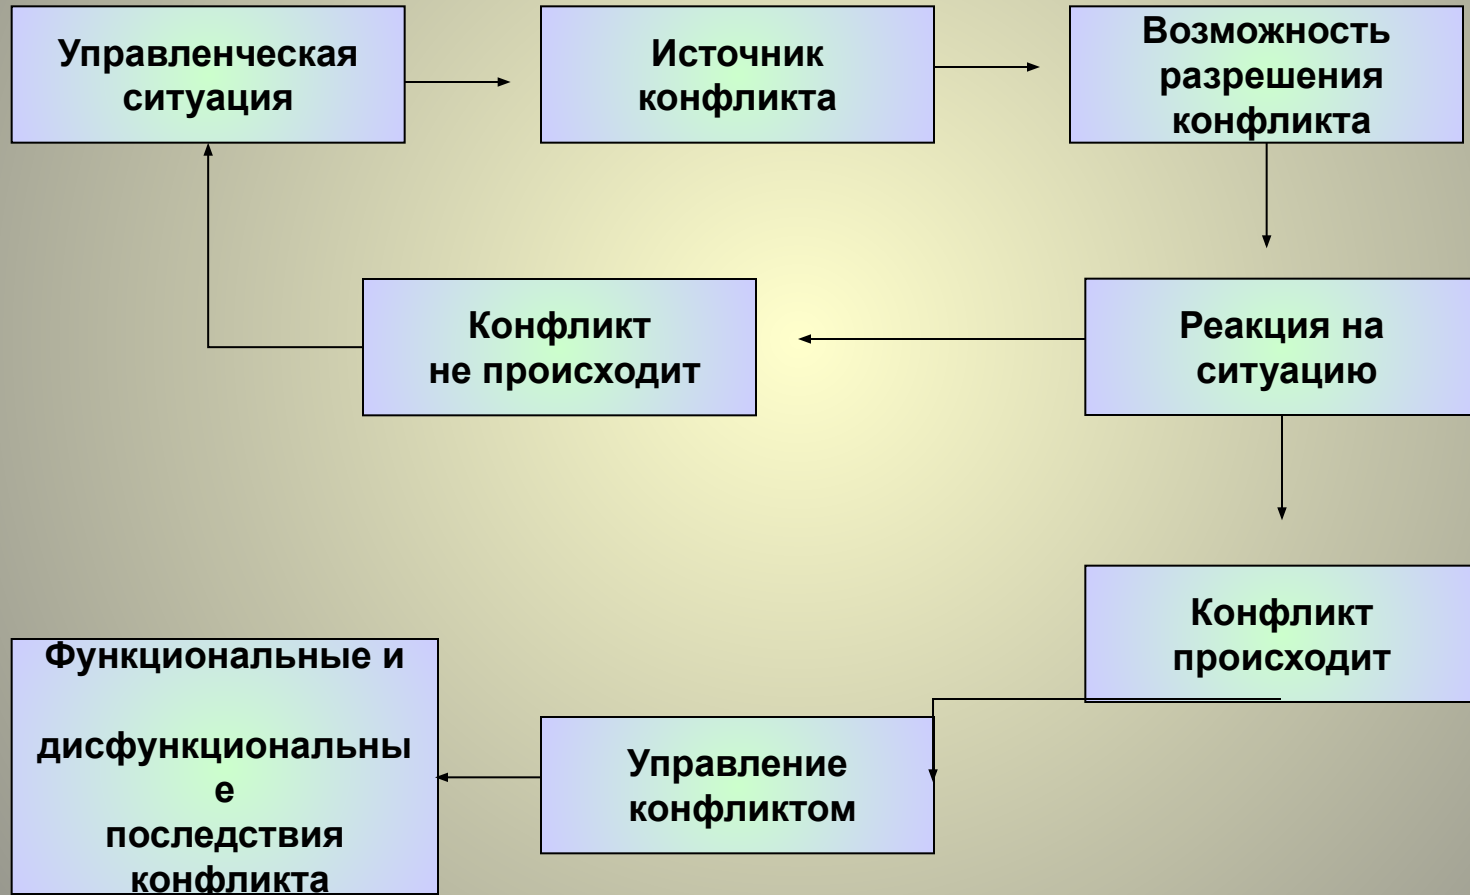 Управленческая
ситуация
Источник
конфликта
Возможность
разрешения
конфликта
Конфликт
не происходит
Реакция на
ситуацию
Конфликт
происходит
Функциональные и
дисфункциональны
е
последствия
конфликта
Управление
конфликтом